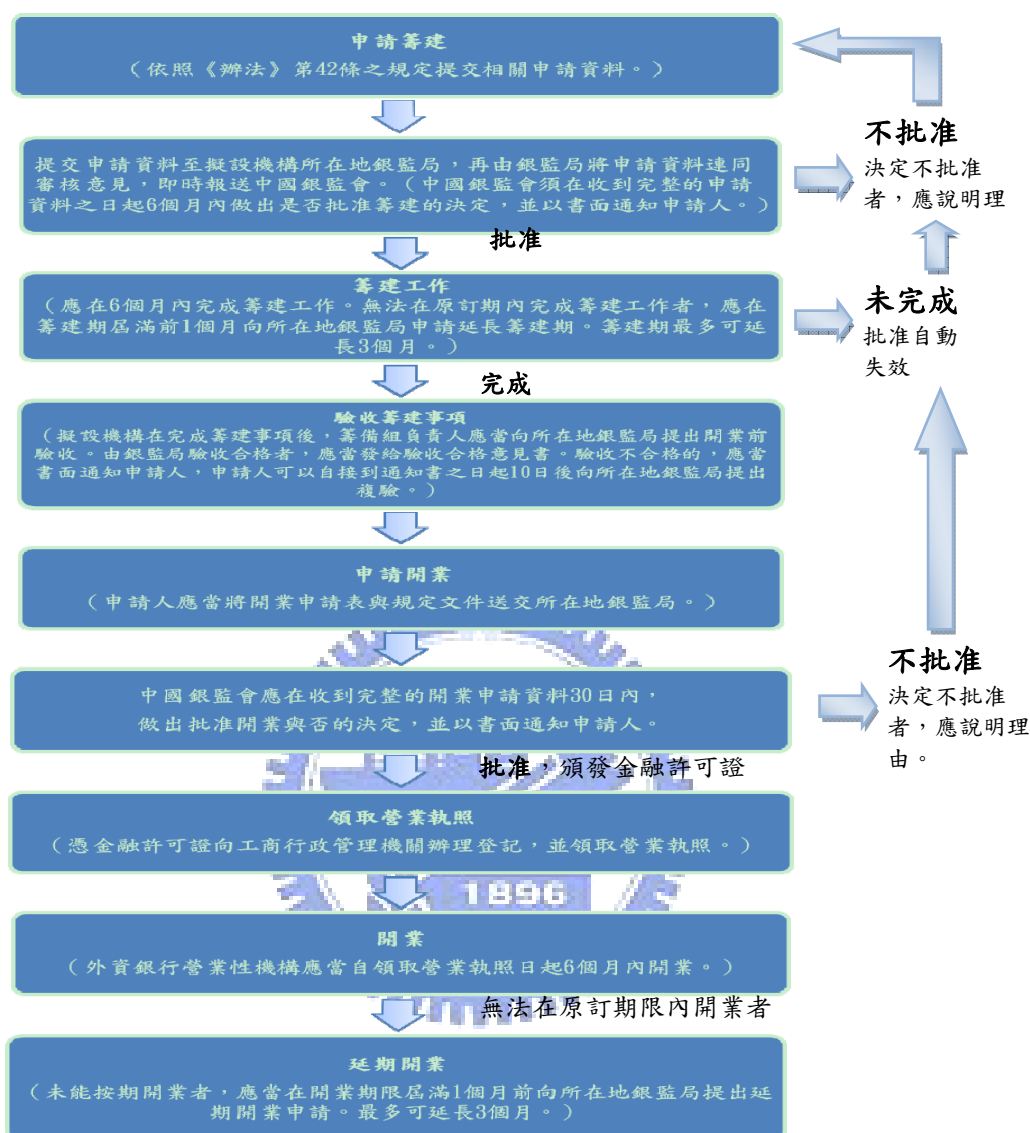 申請籌建
（依照《辦法》第42條之規定提交相關申請資料。）
不批准
決定不批准
者，應說明理
提交申請資料至擬設機構所在地銀監局，再由銀監局將申請資料連同
審核意見，即時報送中國銀監會。（中國銀監會須在收到完整的申請
資料之日起6個月內做出是否批准籌建的決定，並以書面通知申請人。）
批准
籌建工作
（應在6個月內完成籌建工作。無法在原訂期內完成籌建工作者，應在
籌建期屆滿前1個月向所在地銀監局申請延長籌建期。籌建期最多可延
長3個月。）
未完成
批准自動
失效
完成
驗收籌建事項
（擬設機構在完成籌建事項後，籌備組負責人應當向所在地銀監局提出開業前
驗收。由銀監局驗收合格者，應當發給驗收合格意見書。驗收不合格的，應當
書面通知申請人，申請人可以自接到通知書之日起10日後向所在地銀監局提出
複驗。）
申請開業
（申請人應當將開業申請表與規定文件送交所在地銀監局。）
中國銀監會應在收到完整的開業申請資料30日內，
做出批准開業與否的決定，並以書面通知申請人。
不批准
決定不批准
者，應說明理
由。
批准，頒發金融許可證
領取營業執照
（憑金融許可證向工商行政管理機關辦理登記，並領取營業執照。）
1896
開業
（外資銀行營業性機構應當自領取營業執照日起6個月內開業。）
無法在原訂期限內開業者
延期開業
（未能按期開業者，應當在開業期限屆滿1個月前向所在地銀監局提出延
期開業申請。最多可延長3個月。）